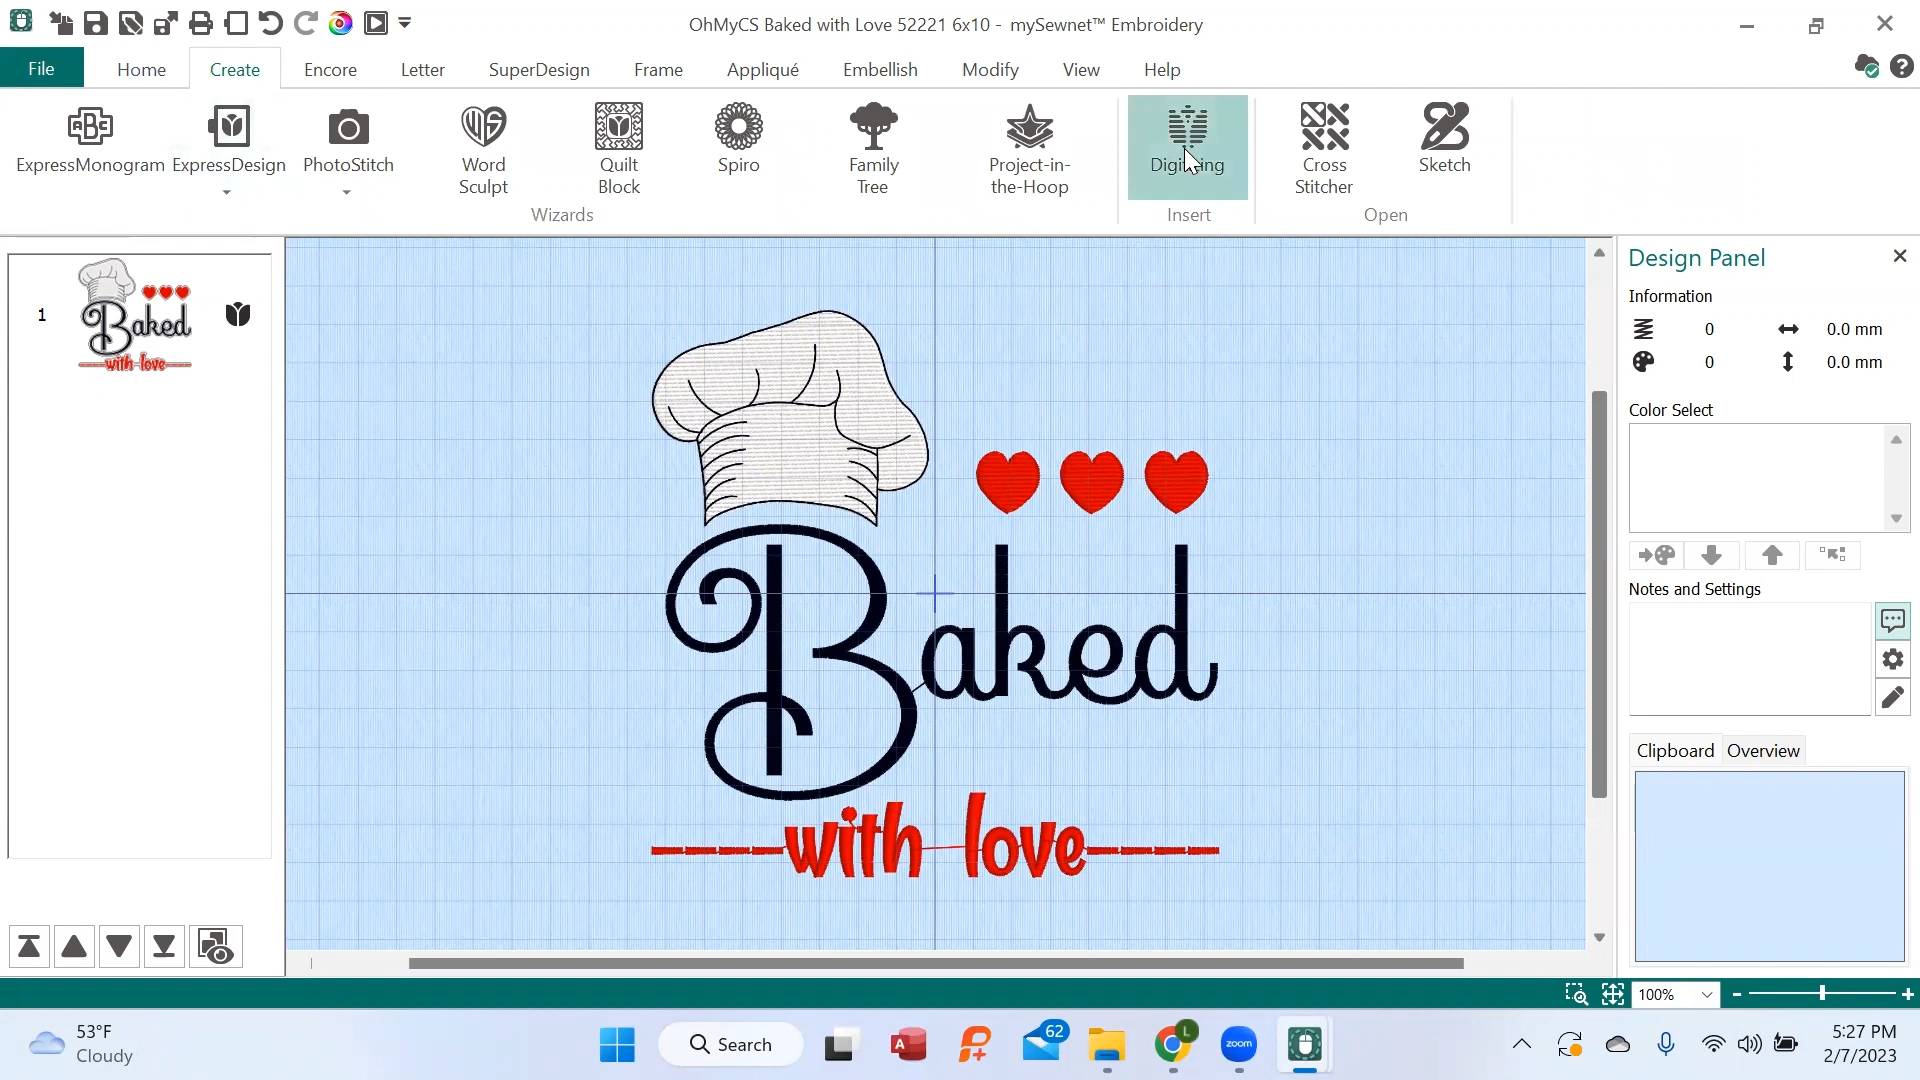 OhMyCS Baked with Love 52221 6x10 - mySewnet™ Embroidery
File Home Create Encore Letter SuperDesign Frame Appliqué Embellish Modify View Help
ExpressMonogram ExpressDesign PhotoStitch Word Sculpt Quilt Block Spiro Family Tree Project-in-the-Hoop Digitizing Cross Stitcher Sketch
Wizards Insert Open
Design Panel
Information
0 0.0 mm
0 0.0 mm
Color Select
1
Baked
with love
Baked
with love
Notes and Settings
Clipboard Overview
100%
53°F
Cloudy
Search
62
L
zoom
5:27 PM
2/7/2023